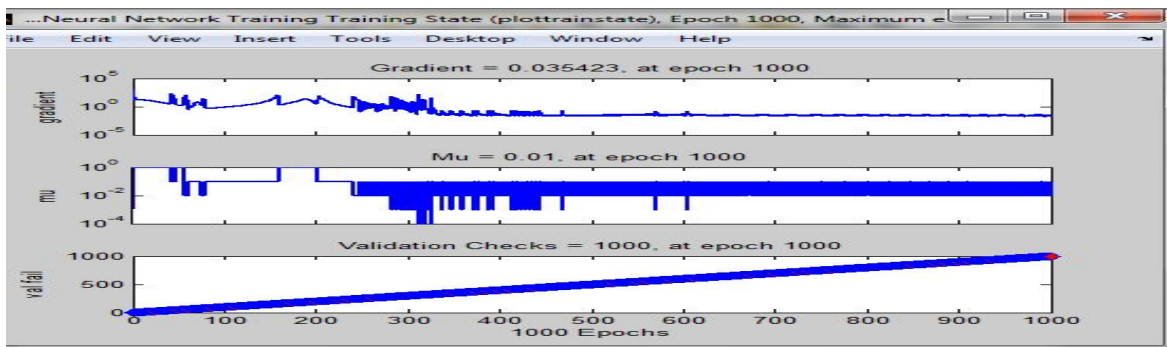 ...Neural Network Training Training State (plottrainstate), Epoch 1000, Maximum e
File Edit View Insert Tools Desktop Window Help
Gradient = 0.035423, at epoch 1000
gradient
10^5
10^0
10^-5
Mu = 0.01, at epoch 1000
mu
10^0
10^-2
10^-4
Validation Checks = 1000, at epoch 1000
val fail
1000
500
0
0 100 200 300 400 500 600 700 800 900 1000
1000 Epochs